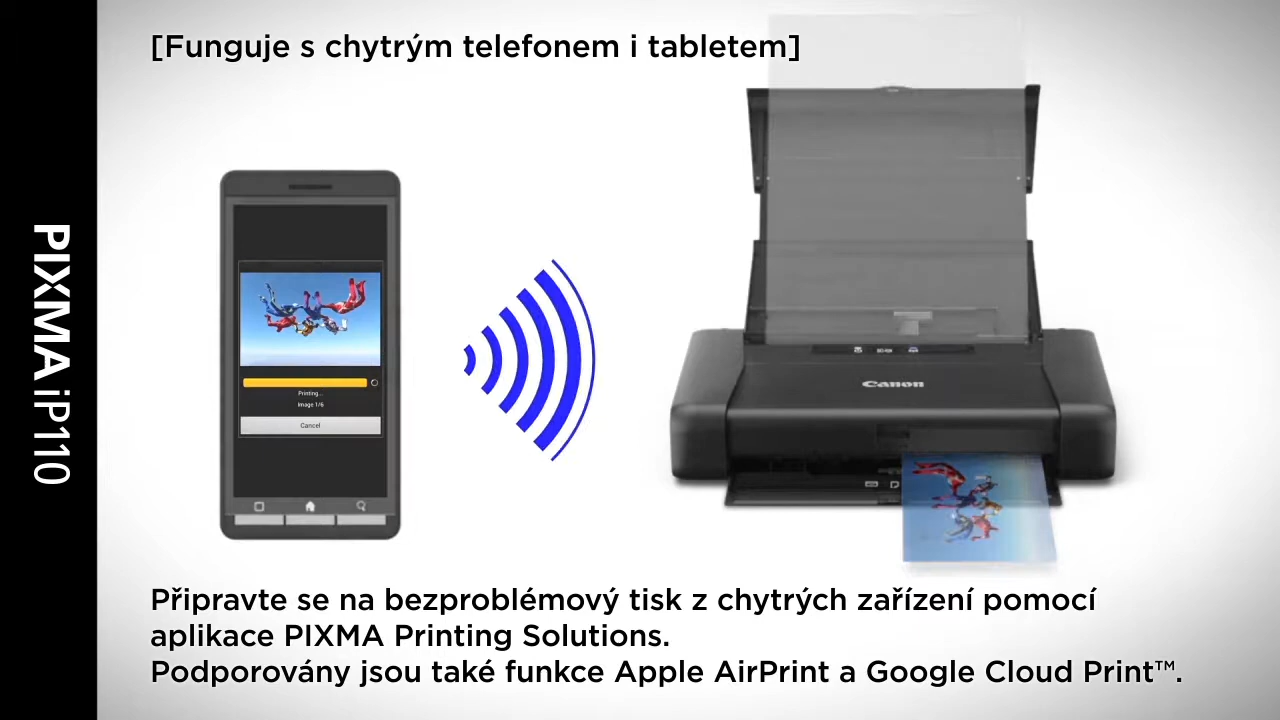 [Funguje s chytrým telefonem i tabletem]
PIXMA iP110
Printing...
Image 1/6
Cancel
Canon
Připravte se na bezproblémový tisk z chytrých zařízení pomocí
aplikace PIXMA Printing Solutions.
Podporovány jsou také funkce Apple AirPrint a Google Cloud Print™.